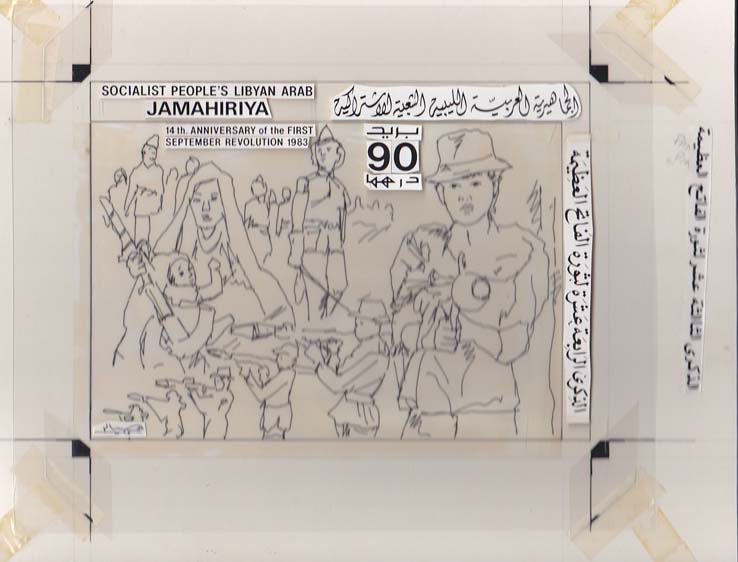 SOCIALIST PEOPLE'S LIBYAN ARAB
JAMAHIRIYA
الجماهيرية العربية الليبية الشعبية الاشتراكية
14 th. ANNIVERSARY of the FIRST
SEPTEMBER REVOLUTION 1983
بريد
90
درهما
الذكرى الرابعة عشرة لثورة الفاتح العظيمة
الذكرى الثالثة عشر لثورة الفاتح العظيمة